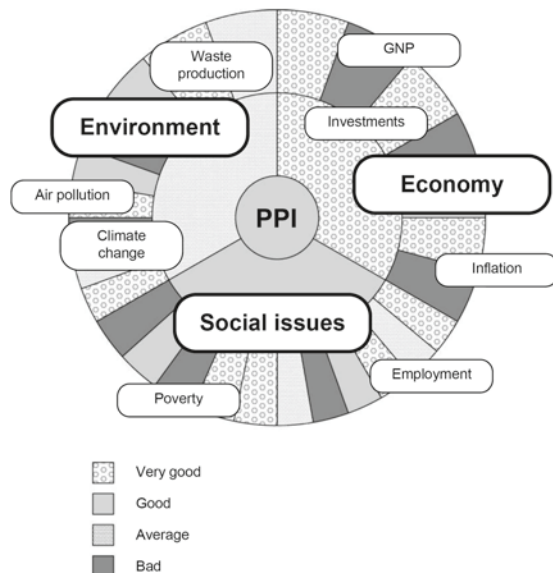 GNP
Waste
production
Investments
Environment
Economy
Air pollution
PPI
Climate
change
Inflation
Social issues
Employment
Poverty
Very good
Good
Average
Bad